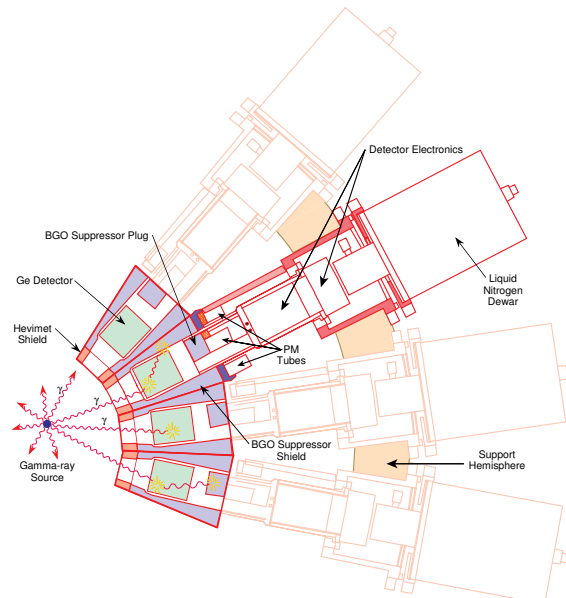 Detector Electronics
BGO Suppressor Plug
Ge Detector
Liquid
Nitrogen
Dewar
Hevimet
Shield
PM
Tubes
γ
γ
γ
BGO Suppressor
Shield
Gamma-ray
Source
Support
Hemisphere